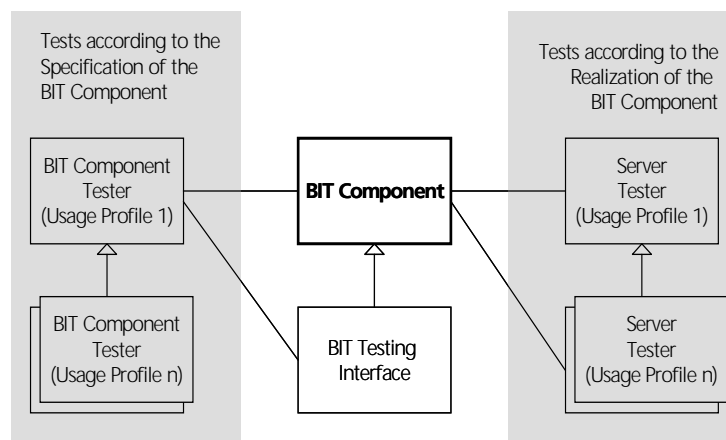 Tests according to the
Specification of the
BIT Component
Tests according to the
Realization of the
BIT Component
BIT Component
Tester
(Usage Profile 1)
BIT Component
Server
Tester
(Usage Profile 1)
BIT Component
Tester
(Usage Profile n)
BIT Testing
Interface
Server
Tester
(Usage Profile n)